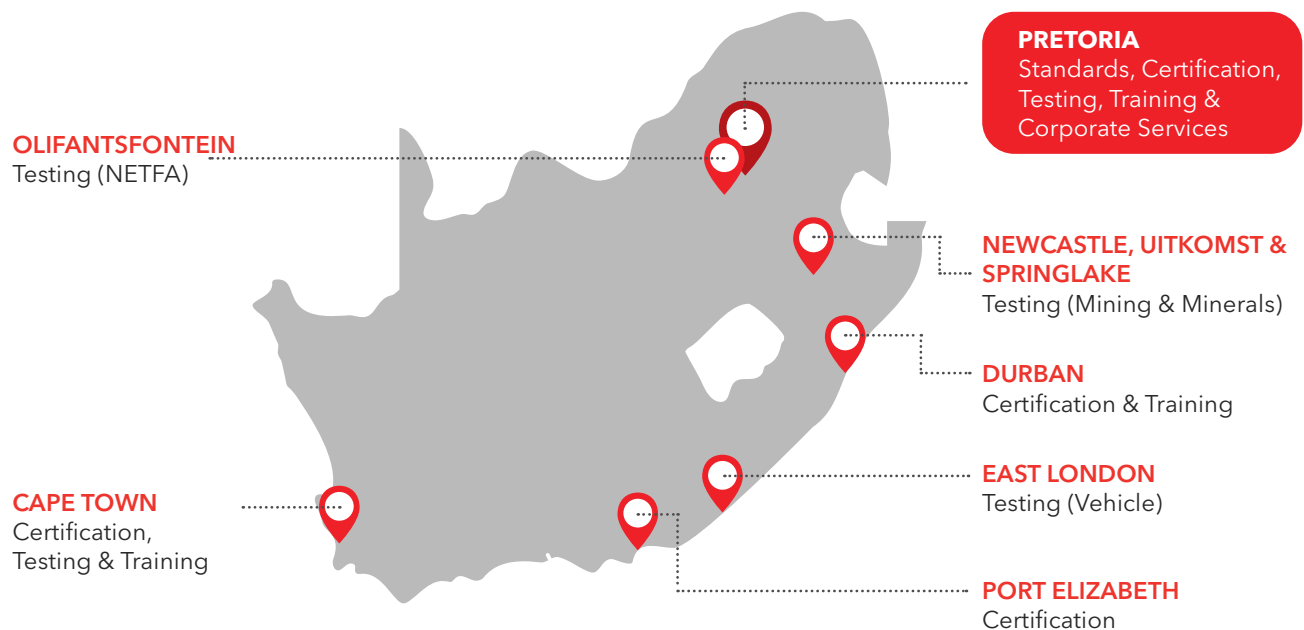 PRETORIA
Standards, Certification,
Testing, Training &
Corporate Services
OLIFANTSFONTEIN
Testing (NETFA)
NEWCASTLE, UITKOMST &
SPRINGLAKE
Testing (Mining & Minerals)
DURBAN
Certification & Training
EAST LONDON
Testing (Vehicle)
CAPE TOWN
Certification,
Testing & Training
PORT ELIZABETH
Certification